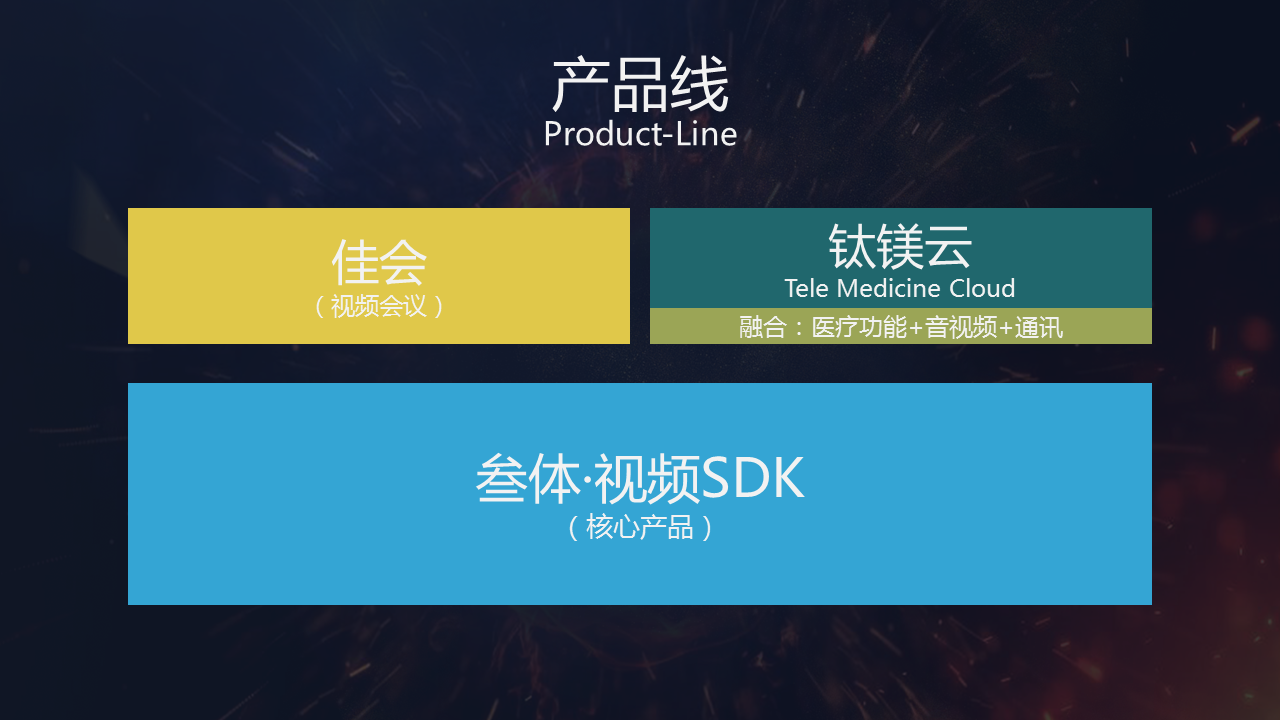 产品线
Product-Line
佳会
（视频会议）
钛镁云
Tele Medicine Cloud
融合：医疗功能+音视频+通讯
叁体·视频SDK
（核心产品）